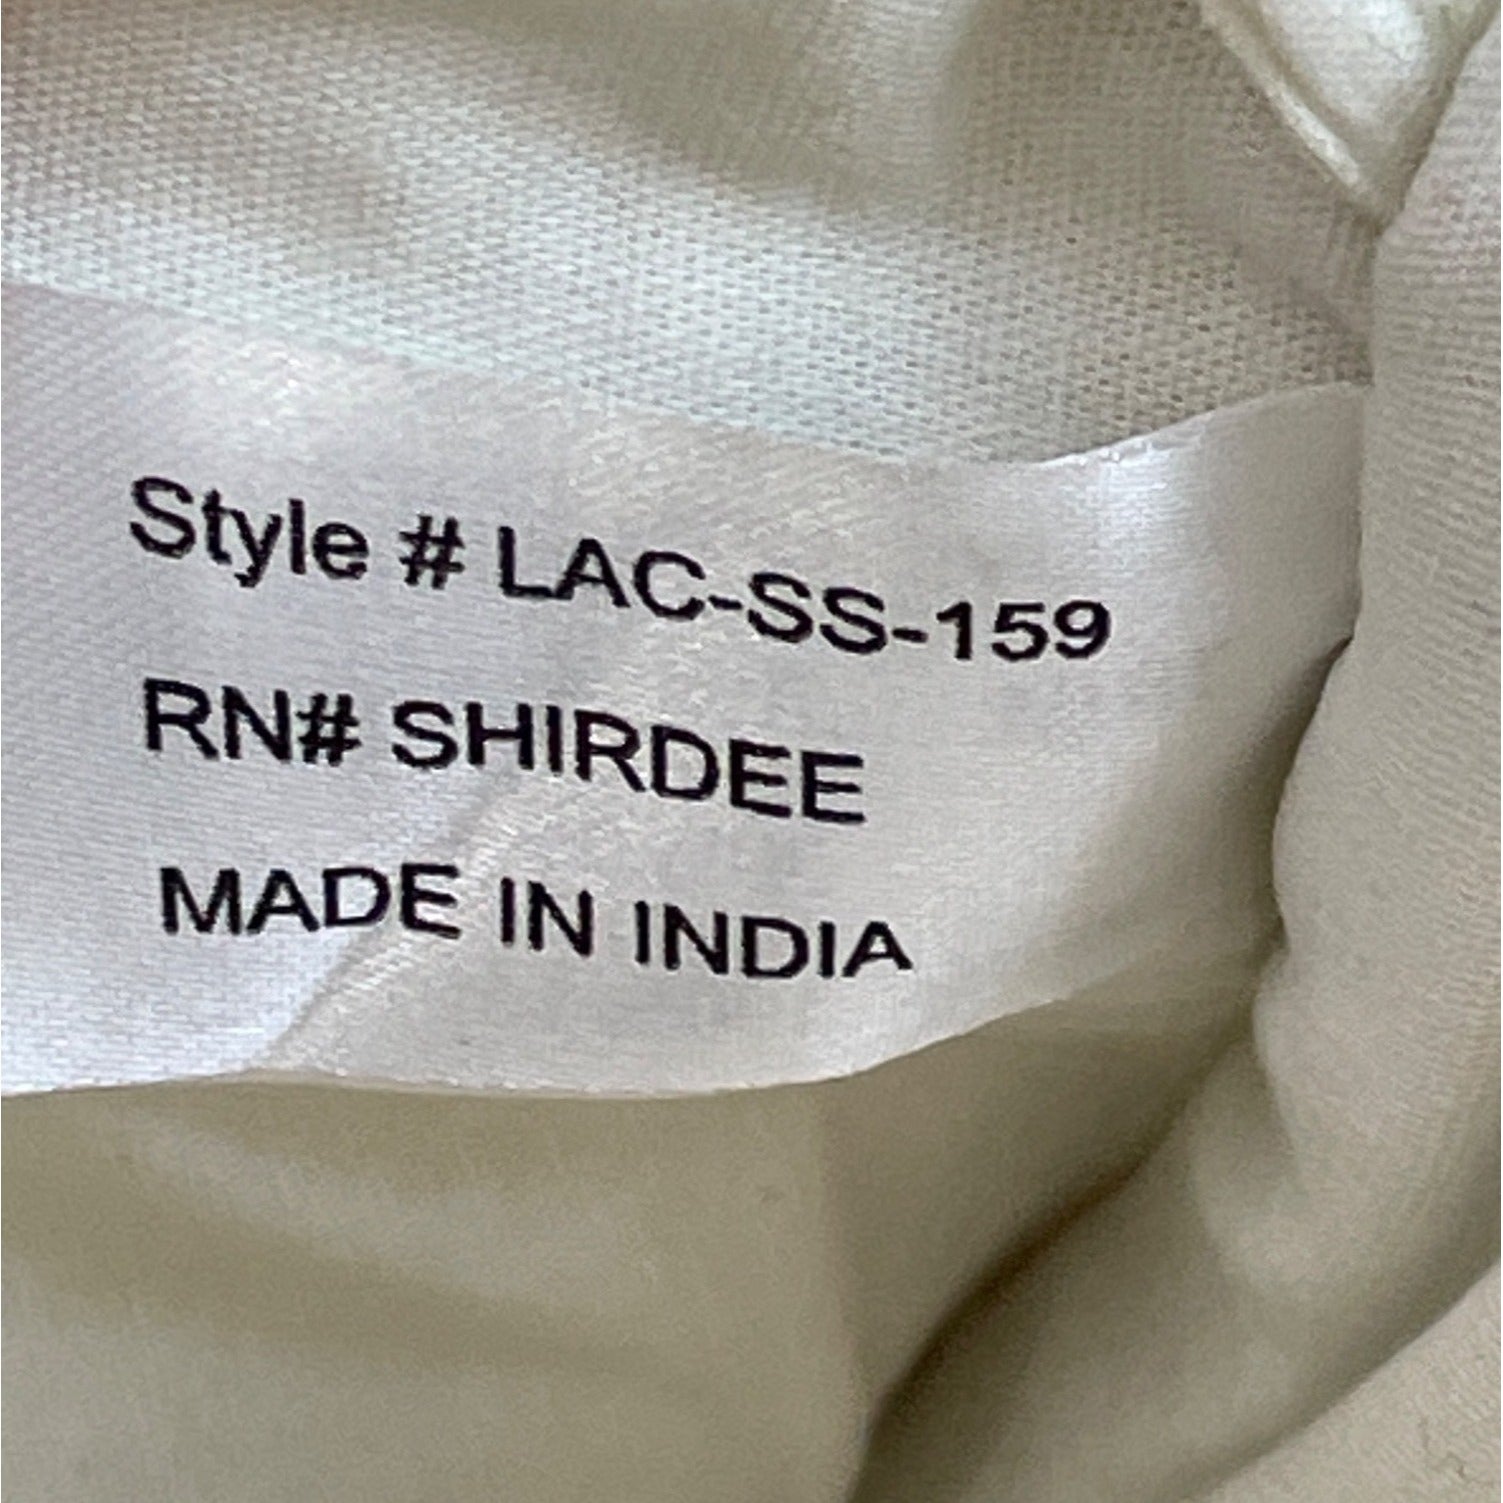 Style # LAC-SS-159
RN# SHIRDEE
MADE IN INDIA